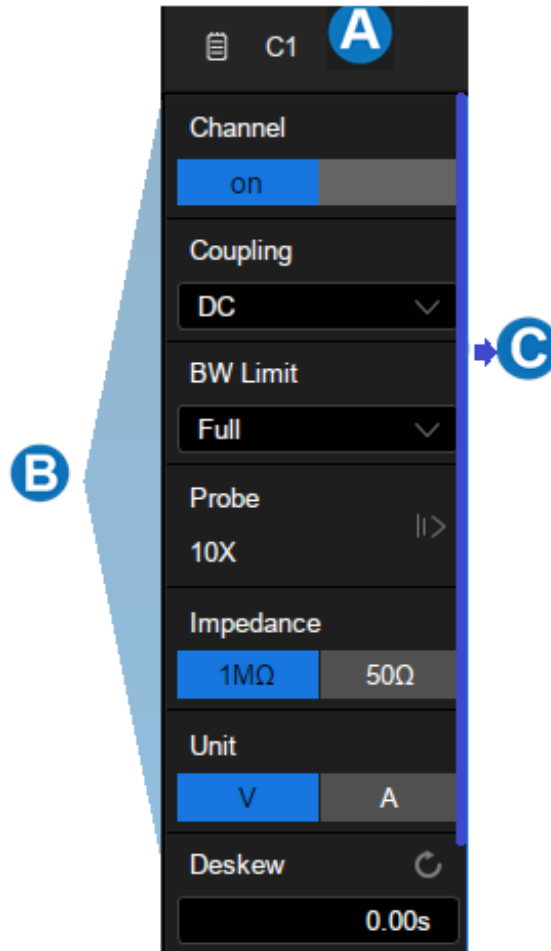 C1 A
Channel
on
Coupling
DC
C
BW Limit
Full
B
Probe
10X
Impedance
1MΩ 50Ω
Unit
V A
Deskew
0.00s